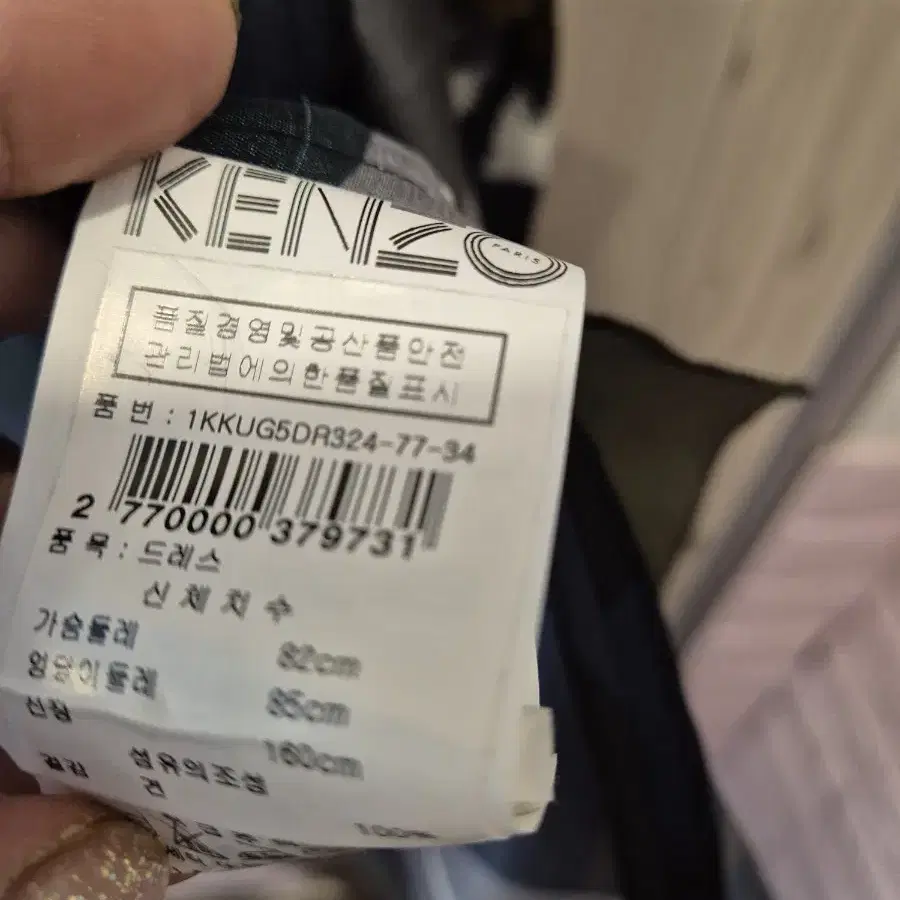 KENZO
PARIS
품질경영및공산품안전
관리법에의한품질표시
품 번 : 1KKUG5DR324-77-34
2 770000 379731
품 목 : 드레스
신 체 치 수
가슴둘레 82cm
엉덩이둘레 85cm
신장 160cm
섬유의조성
겉감
100%